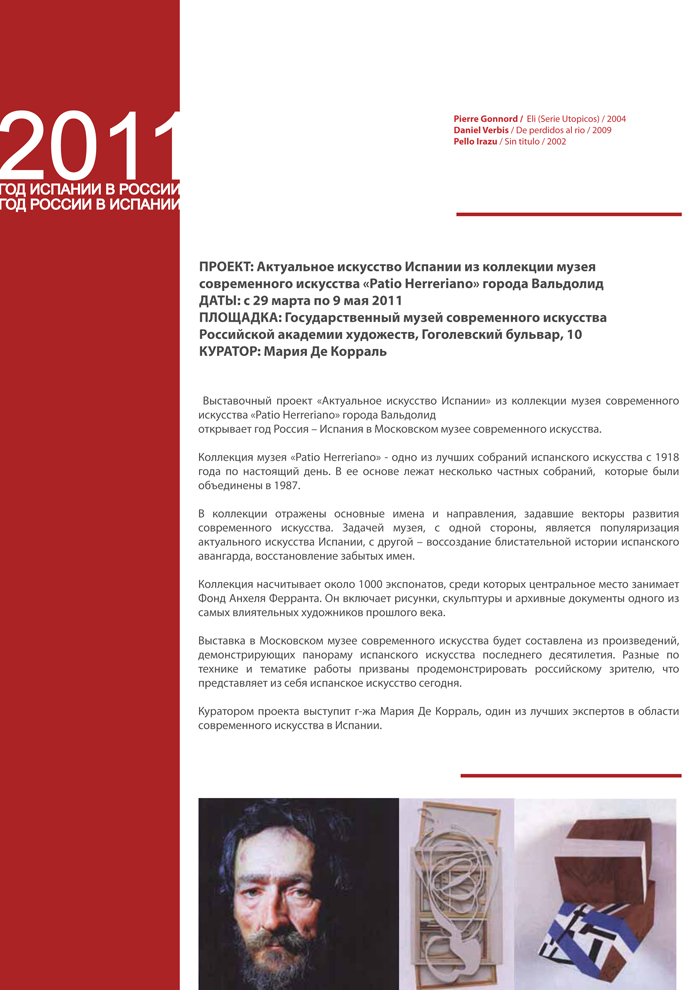 2011
ГОД ИСПАНИИ В РОССИИ
ГОД РОССИИ В ИСПАНИИ
Pierre Gonnord / Eli (Serie Utopicos) / 2004
Daniel Verbis / De perdidos al rio / 2009
Pello Irazu / Sin titulo / 2002
ПРОЕКТ: Актуальное искусство Испании из коллекции музея
современного искусства «Patio Herreriano» города Вальдолид
ДАТЫ: с 29 марта по 9 мая 2011
ПЛОЩАДКА: Государственный музей современного искусства
Российской академии художеств, Гоголевский бульвар, 10
КУРАТОР: Мария Де Корраль
Выставочный проект «Актуальное искусство Испании» из коллекции музея современного
искусства «Patio Herreriano» города Вальдолид
открывает год Россия – Испания в Московском музее современного искусства.
Коллекция музея «Patio Herreriano» - одно из лучших собраний испанского искусства с 1918
года по настоящий день. В ее основе лежат несколько частных собраний, которые были
объединены в 1987.
В коллекции отражены основные имена и направления, задавшие векторы развития
современного искусства. Задачей музея, с одной стороны, является популяризация
актуального искусства Испании, с другой – воссоздание блистательной истории испанского
авангарда, восстановление забытых имен.
Коллекция насчитывает около 1000 экспонатов, среди которых центральное место занимает
Фонд Анхеля Ферранта. Он включает рисунки, скульптуры и архивные документы одного из
самых влиятельных художников прошлого века.
Выставка в Московском музее современного искусства будет составлена из произведений,
демонстрирующих панораму испанского искусства последнего десятилетия. Разные по
технике и тематике работы призваны продемонстрировать российскому зрителю, что
представляет из себя испанское искусство сегодня.
Куратором проекта выступит г-жа Мария Де Корраль, один из лучших экспертов в области
современного искусства в Испании.